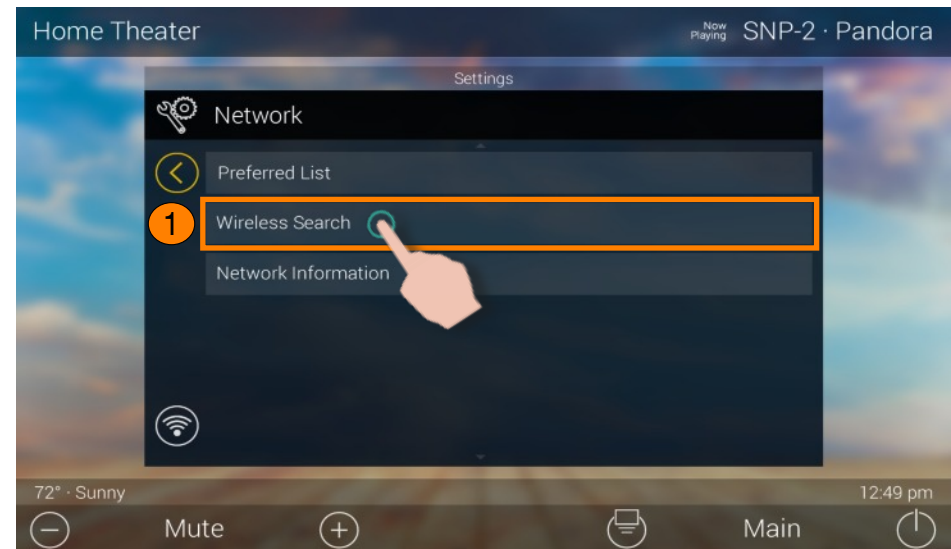 Home Theater
Now Playing SNP-2 · Pandora
Settings
Network
Preferred List
1 Wireless Search
Network Information
72° · Sunny
12:49 pm
Mute
Main